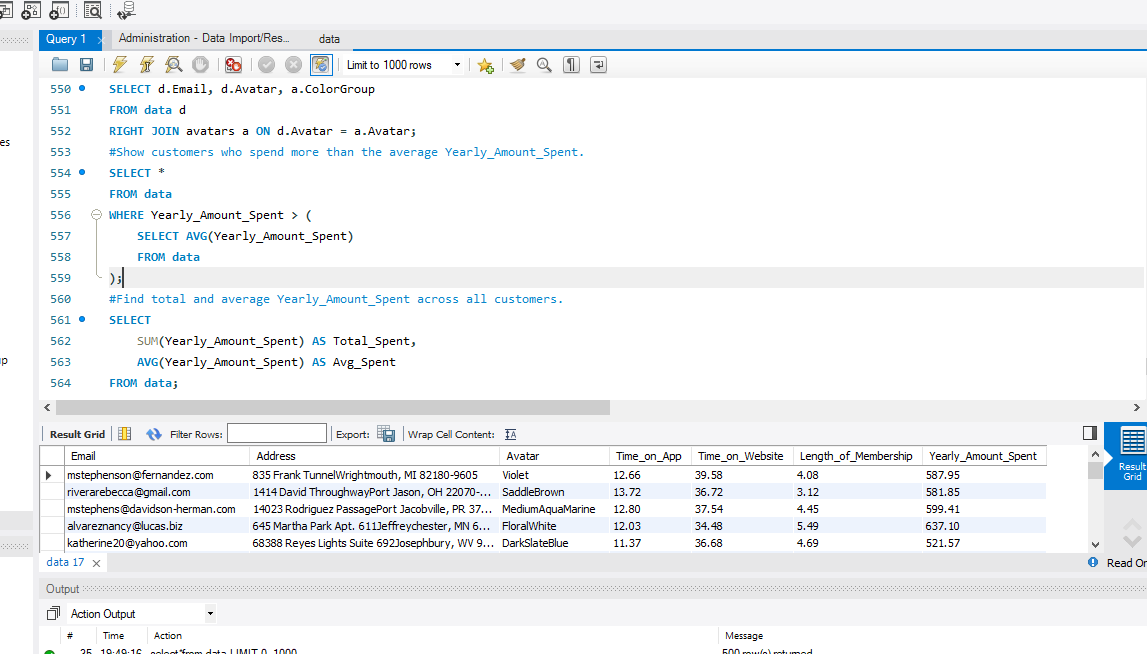 Query 1 Administration - Data Import/Res... data
Limit to 1000 rows
550 SELECT d.Email, d.Avatar, a.ColorGroup
551 FROM data d
es
552 RIGHT JOIN avatars a ON d.Avatar = a.Avatar;
553 #Show customers who spend more than the average Yearly_Amount_Spent.
554 SELECT *
555 FROM data
556 WHERE Yearly_Amount_Spent > (
557 SELECT AVG(Yearly_Amount_Spent)
558 FROM data
559 );
560 #Find total and average Yearly_Amount_Spent across all customers.
561 SELECT
562 SUM(Yearly_Amount_Spent) AS Total_Spent,
563 AVG(Yearly_Amount_Spent) AS Avg_Spent
564 FROM data;
Result Grid Filter Rows: Export: Wrap Cell Content:
Email Address Avatar Time_on_App Time_on_Website Length_of_Membership Yearly_Amount_Spent
mstephenson@fernandez.com 835 Frank TunnelWrightmouth, MI 82180-9605 Violet 12.66 39.58 4.08 587.95
riverarebecca@gmail.com 1414 David ThroughwayPort Jason, OH 22070-... SaddleBrown 13.72 36.72 3.12 581.85
mstephens@davidson-herman.com 14023 Rodriguez PassagePort Jacobville, PR 37... MediumAquaMarine 12.80 37.54 4.45 599.41
alvareznancy@lucas.biz 645 Martha Park Apt. 611Jeffreychester, MN 6... FloralWhite 12.03 34.48 5.49 637.10
katherine20@yahoo.com 68388 Reyes Lights Suite 692Josephbury, WV 9... DarkSlateBlue 11.37 36.68 4.69 521.57
Result
Grid
data 17 Read On
Output
Action Output
# Time Action Message
25 19:49:16 select*from data LIMIT 0, 1000 500 row(s) returned